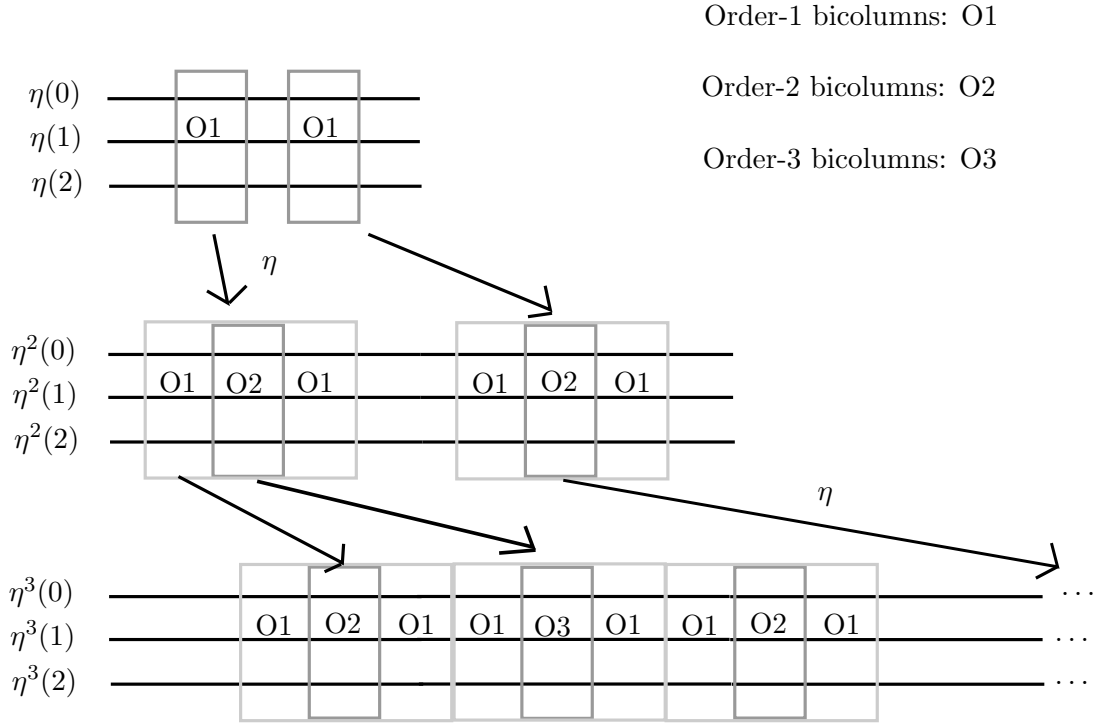 Order-1 bicolumns: O1
Order-2 bicolumns: O2
Order-3 bicolumns: O3
η(0)
η(1) O1 O1
η(2)
η
η²(0)
η²(1) O1 O2 O1 O1 O2 O1
η²(2)
η
η³(0) ...
η³(1) O1 O2 O1 O1 O3 O1 O1 O2 O1 ...
η³(2) ...